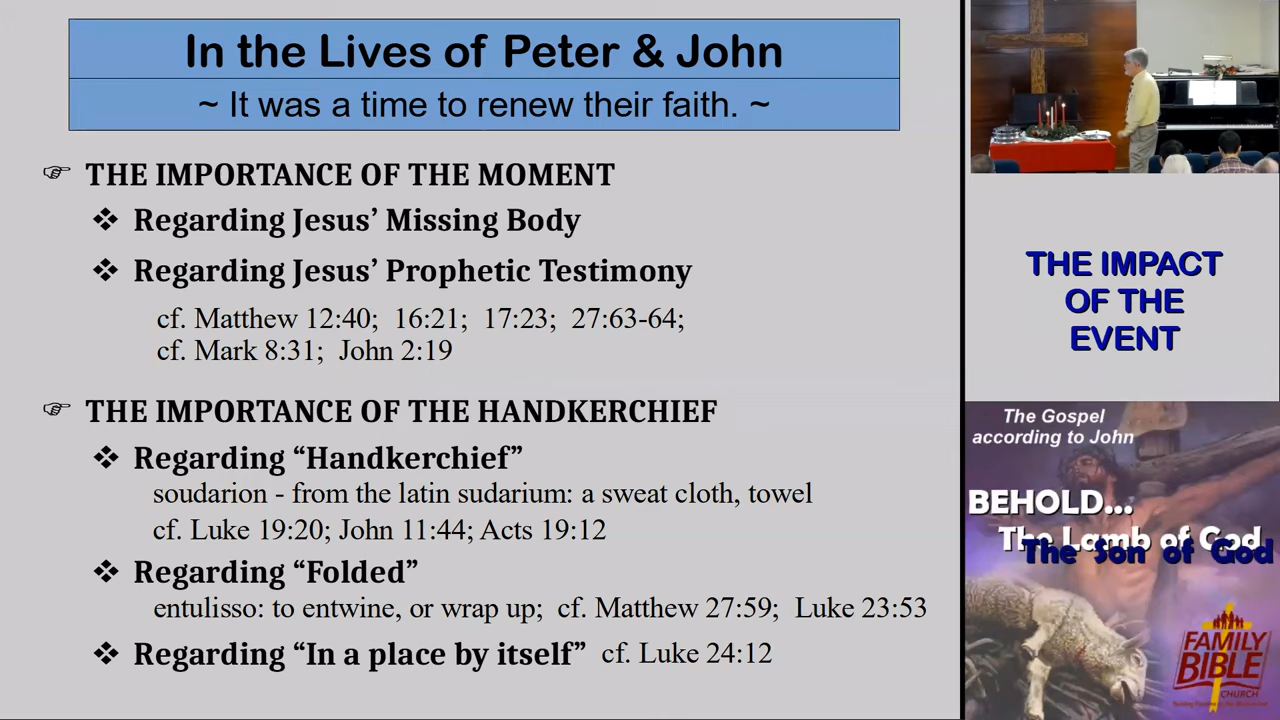 In the Lives of Peter & John
~ It was a time to renew their faith. ~
☞ THE IMPORTANCE OF THE MOMENT
❖ Regarding Jesus’ Missing Body
❖ Regarding Jesus’ Prophetic Testimony
cf. Matthew 12:40; 16:21; 17:23; 27:63-64;
cf. Mark 8:31; John 2:19
☞ THE IMPORTANCE OF THE HANDKERCHIEF
❖ Regarding “Handkerchief”
soudarion - from the latin sudarium: a sweat cloth, towel
cf. Luke 19:20; John 11:44; Acts 19:12
❖ Regarding “Folded”
entulisso: to entwine, or wrap up; cf. Matthew 27:59; Luke 23:53
❖ Regarding “In a place by itself” cf. Luke 24:12
THE IMPACT
OF THE
EVENT
The Gospel
according to John
BEHOLD...
The Lamb of God
The Son of God
FAMILY
BIBLE
CHURCH